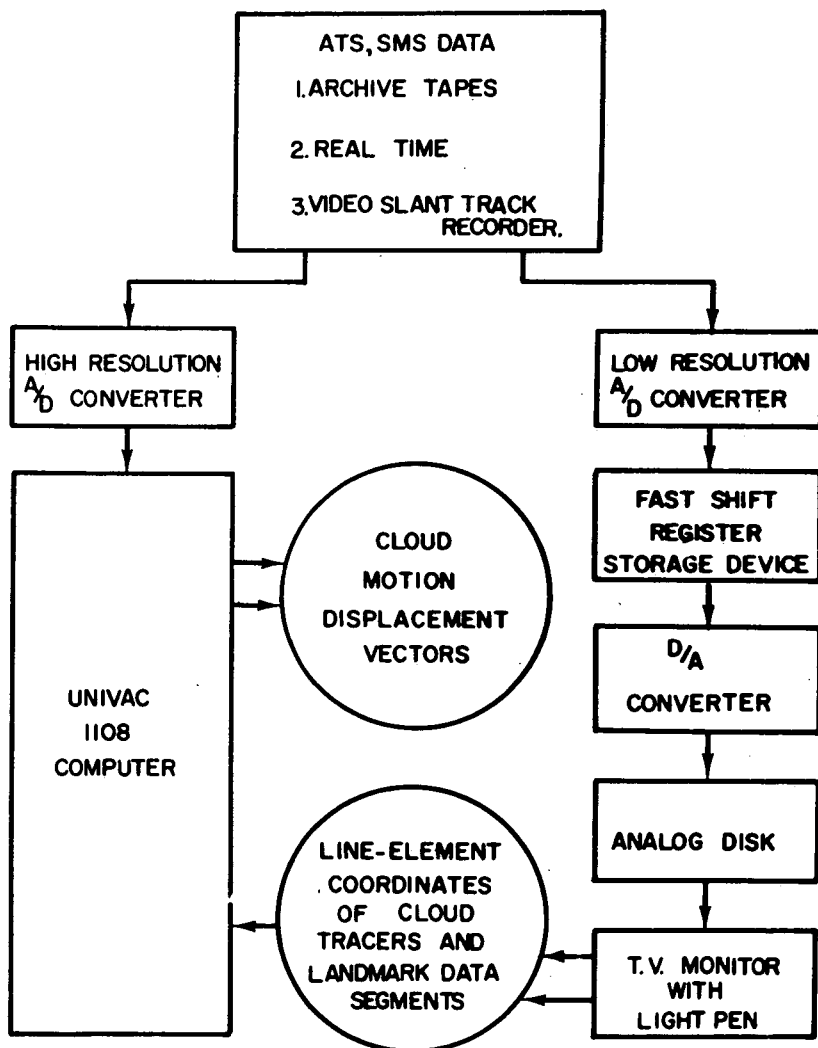 ATS, SMS DATA
1. ARCHIVE TAPES
2. REAL TIME
3. VIDEO SLANT TRACK
RECORDER.
HIGH RESOLUTION
A/D CONVERTER
LOW RESOLUTION
A/D CONVERTER
FAST SHIFT
REGISTER
STORAGE DEVICE
CLOUD
MOTION
DISPLACEMENT
VECTORS
D/A
CONVERTER
UNIVAC
1108
COMPUTER
ANALOG DISK
LINE-ELEMENT
COORDINATES
OF CLOUD
TRACERS AND
LANDMARK DATA
SEGMENTS
T.V. MONITOR
WITH
LIGHT PEN